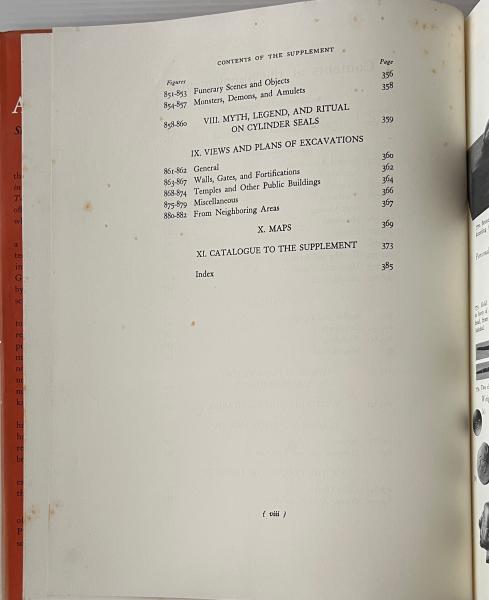 CONTENTS OF THE SUPPLEMENT
Figures Page
851-853 Funerary Scenes and Objects 356
854-857 Monsters, Demons, and Amulets 358
858-860 VIII. MYTH, LEGEND, AND RITUAL
ON CYLINDER SEALS 359
IX. VIEWS AND PLANS OF EXCAVATIONS
861-862 General 360
863-867 Walls, Gates, and Fortifications 362
868-874 Temples and Other Public Buildings 364
875-879 Miscellaneous 366
880-882 From Neighboring Areas 367
X. MAPS 369
XI. CATALOGUE TO THE SUPPLEMENT 373
Index 385
( viii )